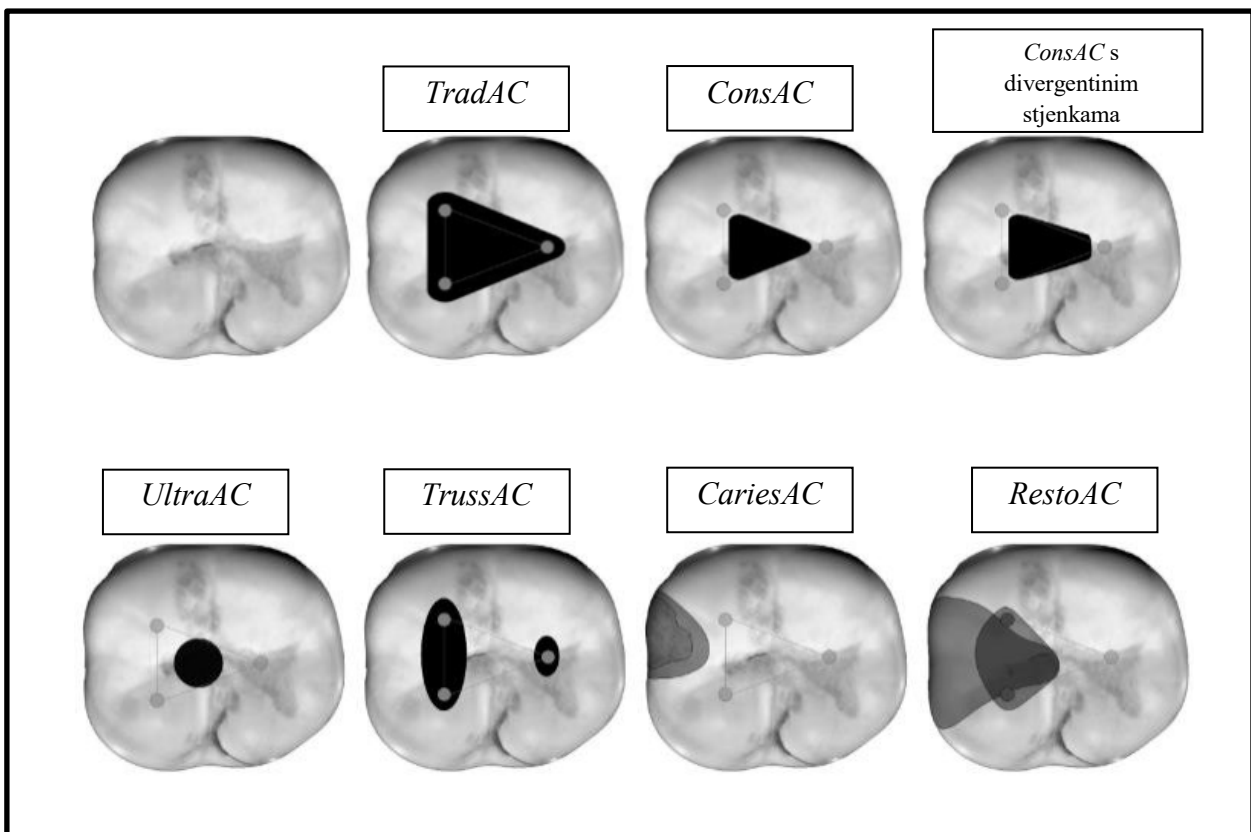 TradAC
ConsAC
ConsAC s
divergentinim
stjenkama
UltraAC
TrussAC
CariesAC
RestoAC